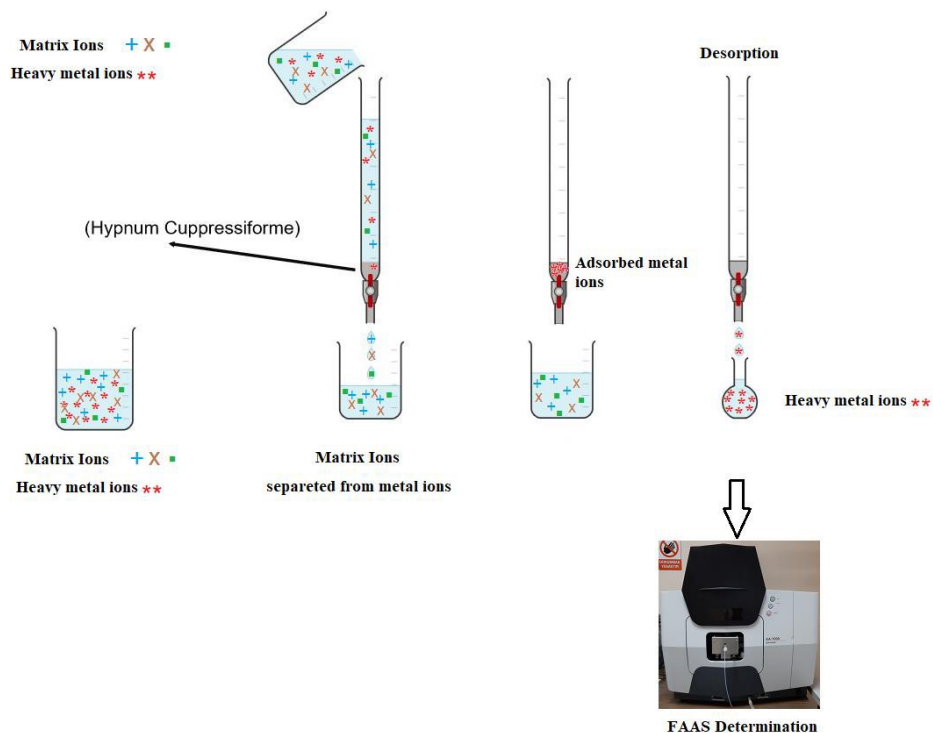 Matrix Ions + X ▪
Heavy metal ions **
Desorption
(Hypnum Cuppressiforme)
Adsorbed metal
ions
Heavy metal ions **
Matrix Ions + X ▪
Heavy metal ions **
Matrix Ions
separeted from metal ions
FAAS Determination